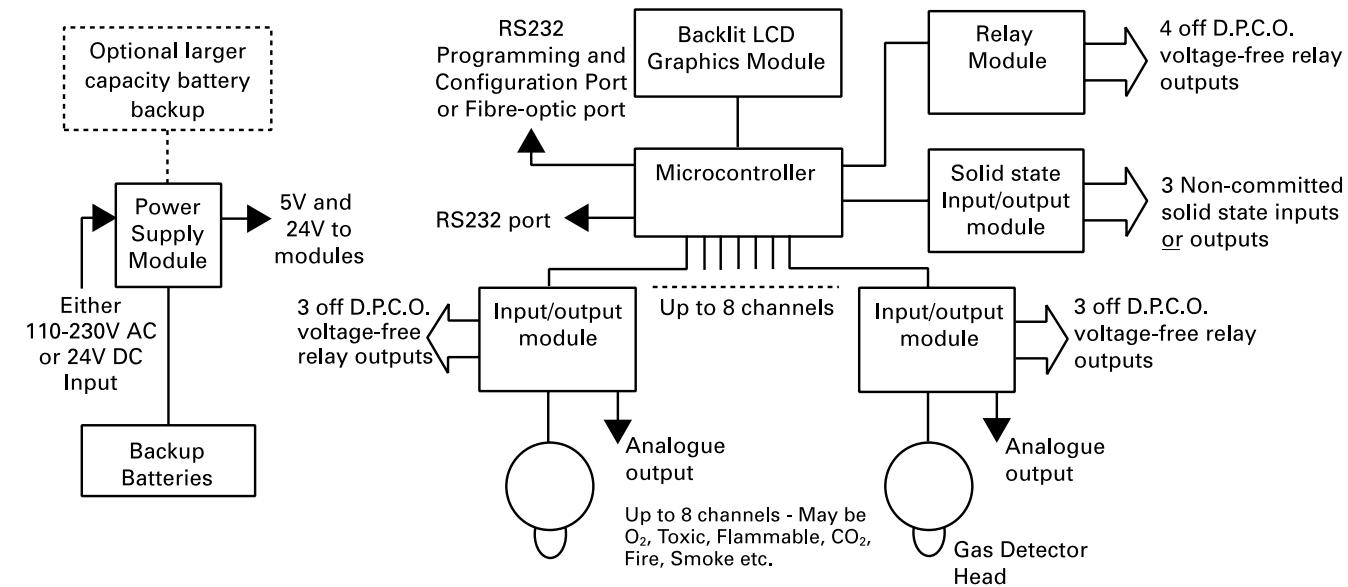 Optional larger
capacity battery
backup
Power
Supply
Module
5V and
24V to
modules
Either
110-230V AC
or 24V DC
Input
Backup
Batteries
RS232
Programming and
Configuration Port
or Fibre-optic port
Backlit LCD
Graphics Module
Relay
Module
4 off D.P.C.O.
voltage-free relay
outputs
Microcontroller
RS232 port
Solid state
Input/output
module
3 Non-committed
solid state inputs
or outputs
3 off D.P.C.O.
voltage-free
relay outputs
Input/output
module
Up to 8 channels
Input/output
module
3 off D.P.C.O.
voltage-free relay
outputs
Analogue
output
Analogue
output
Up to 8 channels - May be
O₂, Toxic, Flammable, CO₂,
Fire, Smoke etc.
Gas Detector
Head